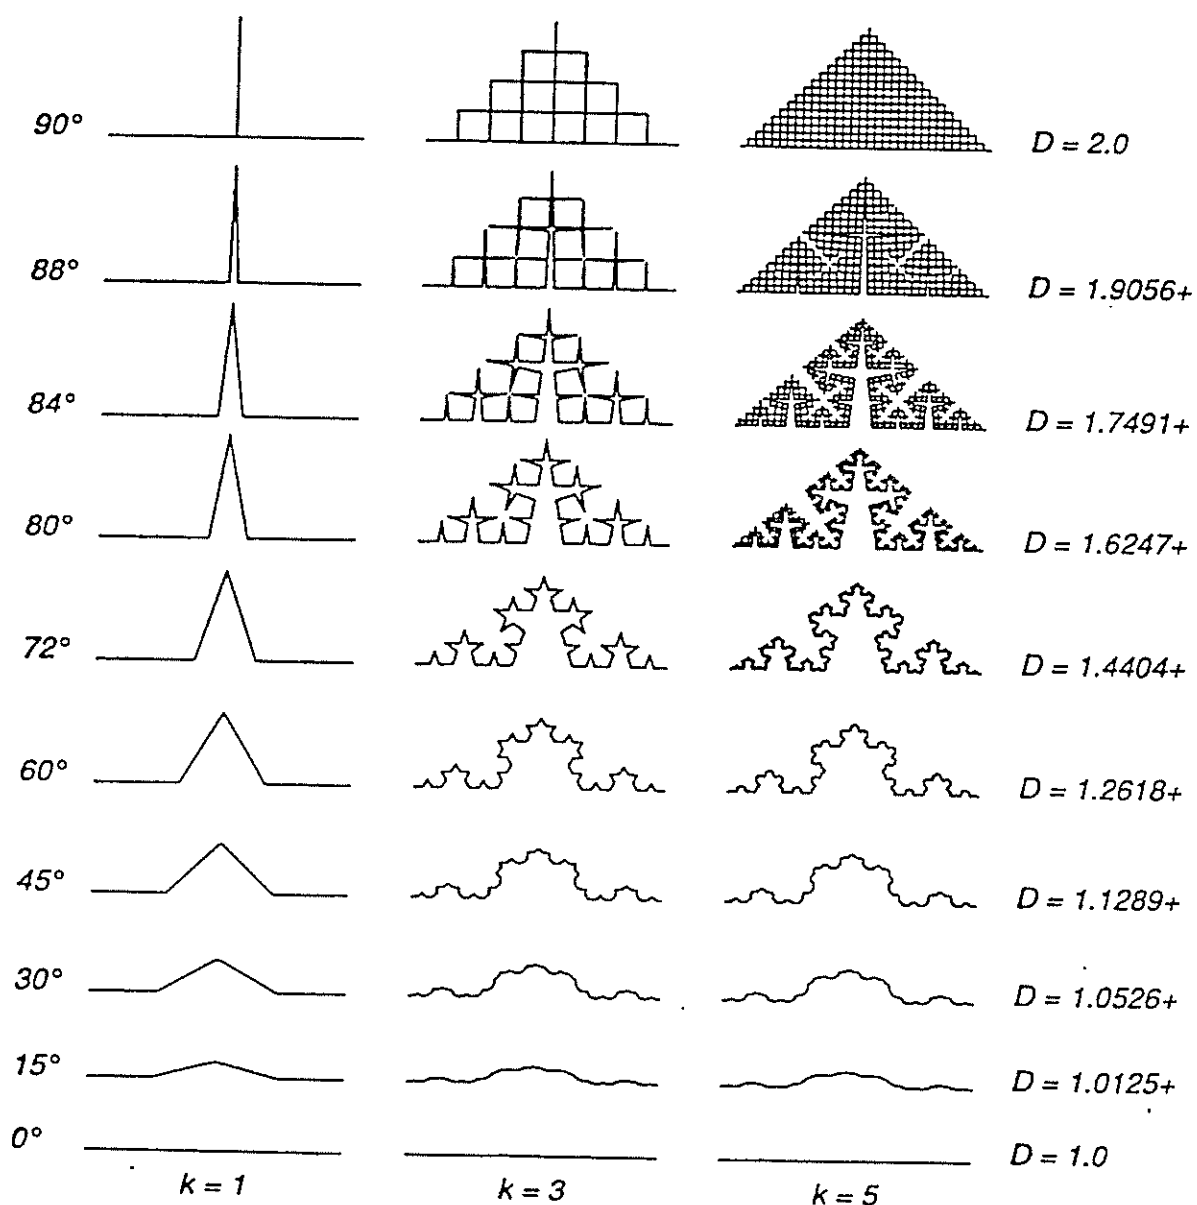 90° D = 2.0
88° D = 1.9056+
84° D = 1.7491+
80° D = 1.6247+
72° D = 1.4404+
60° D = 1.2618+
45° D = 1.1289+
30° D = 1.0526+
15° D = 1.0125+
0° D = 1.0
k = 1 k = 3 k = 5